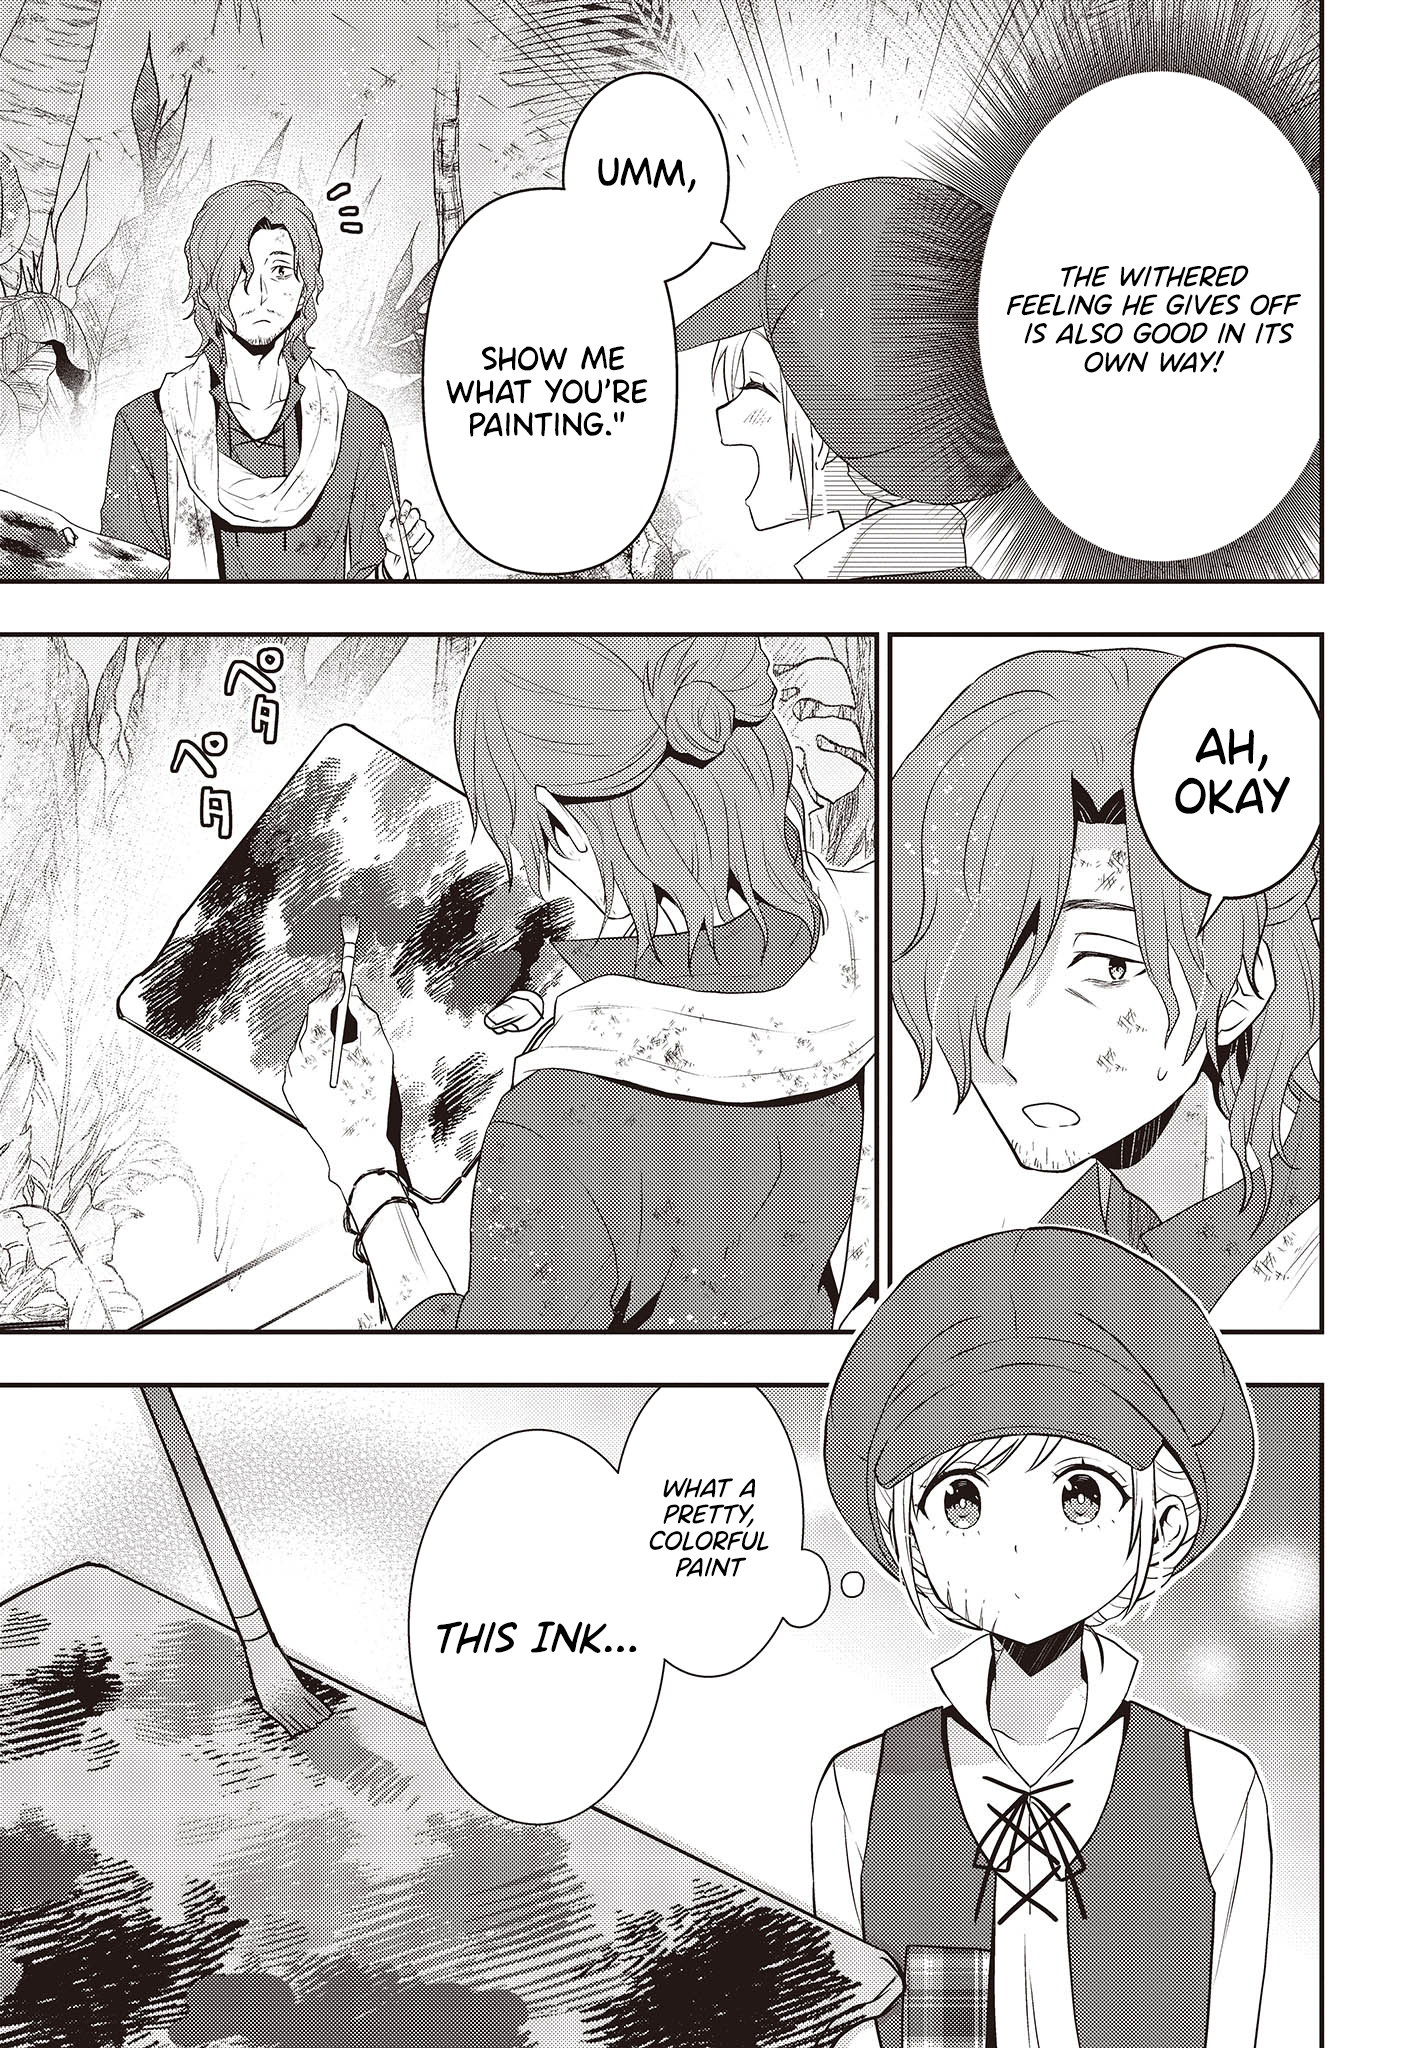 THE WITHERED
FEELING HE GIVES OFF
IS ALSO GOOD IN ITS
OWN WAY!
UMM,
SHOW ME
WHAT YOU'RE
PAINTING."
AH,
OKAY
ペタ
ペタ
WHAT A
PRETTY,
COLORFUL
PAINT
THIS INK...